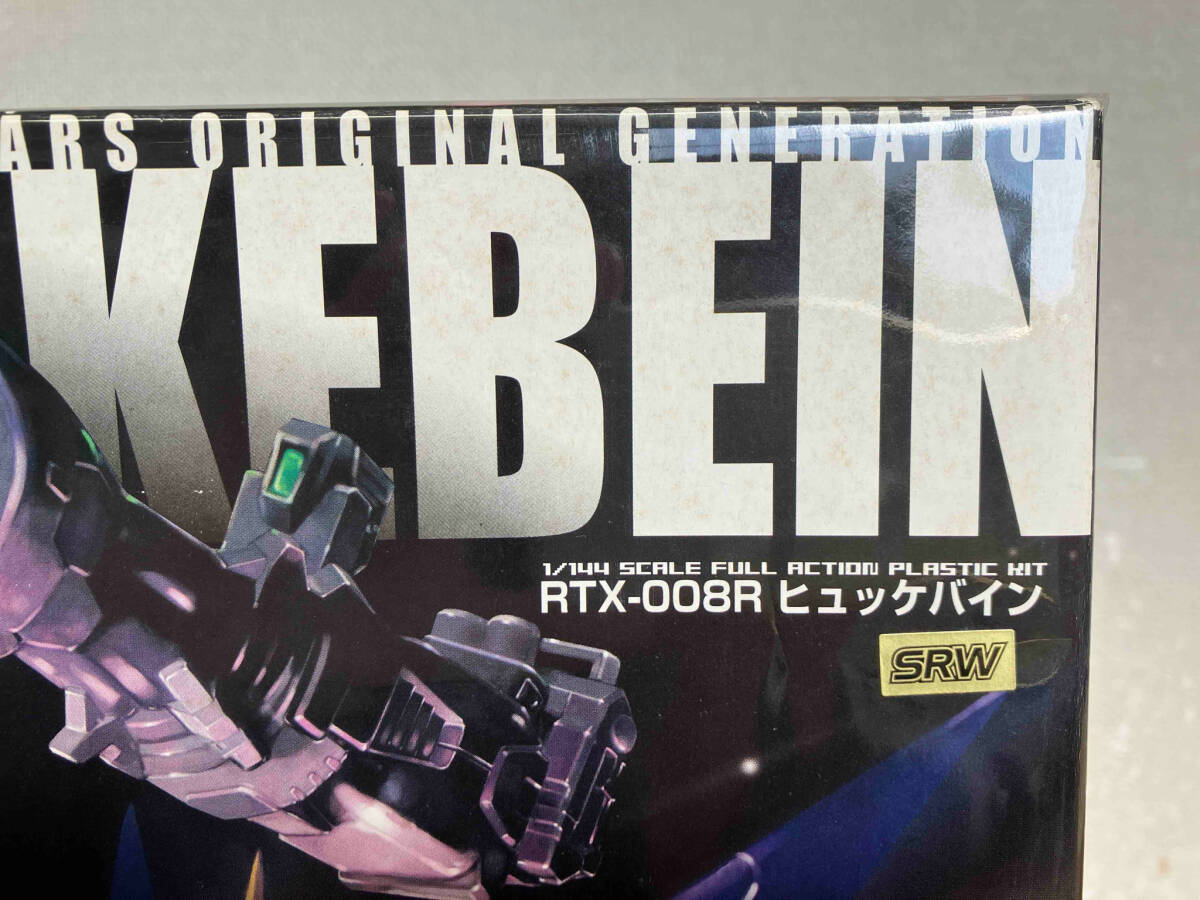 ARS ORIGINAL GENERATION
KEBEIN
1/144 SCALE FULL ACTION PLASTIC KIT
RTX-008R ヒュッケバイン
SRW